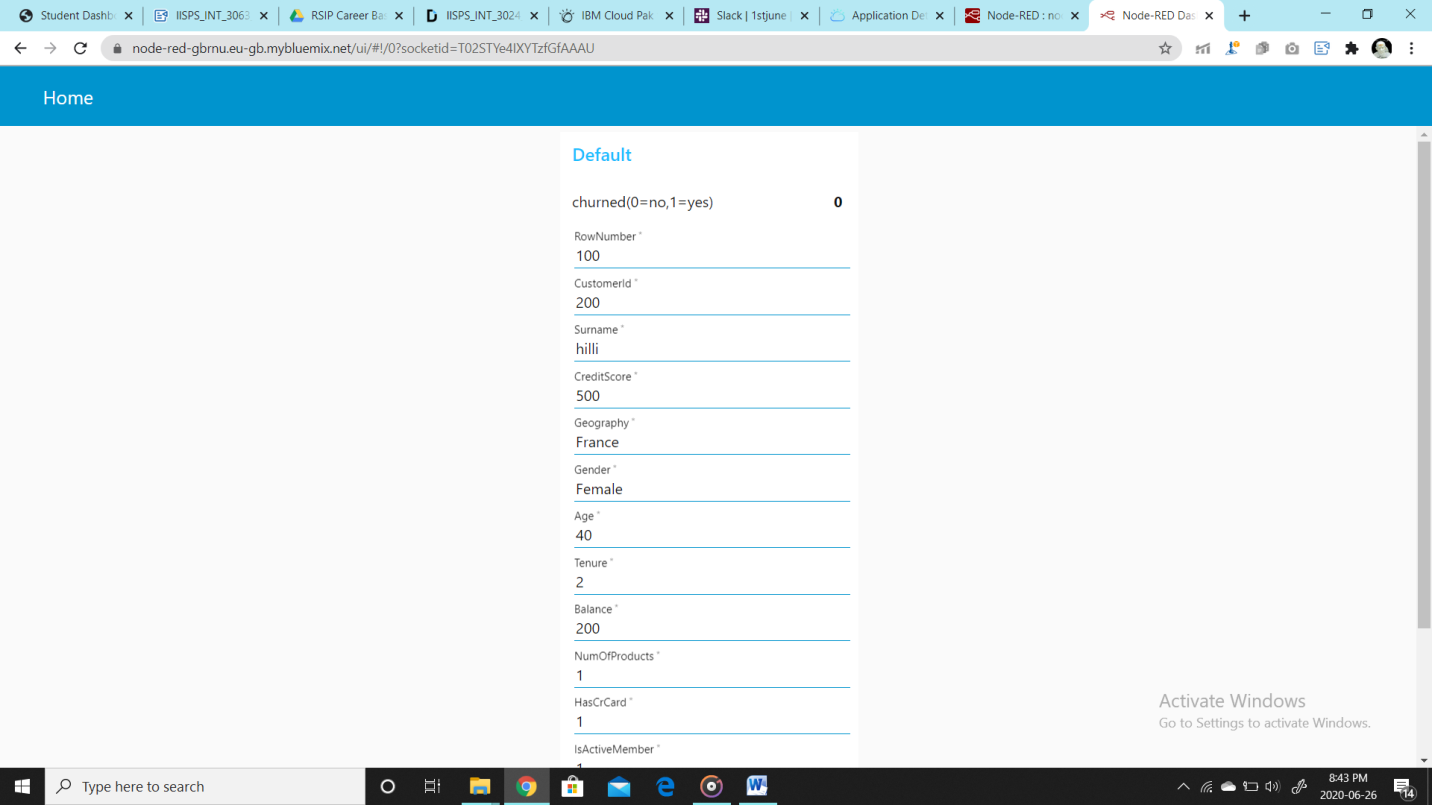 Student Dashb
IISPS_INT_3063
RSIP Career Bas
IISPS_INT_3024
IBM Cloud Pak
Slack | 1stjune
Application Det
Node-RED : no
Node-RED Das
node-red-gbrnu.eu-gb.mybluemix.net/ui/#!/0?socketid=T02STYe4IXYTzfGfAAAU
Home
Default
churned(0=no,1=yes) 0
RowNumber *
100
CustomerId *
200
Surname *
hilli
CreditScore *
500
Geography *
France
Gender *
Female
Age *
40
Tenure *
2
Balance *
200
NumOfProducts *
1
HasCrCard *
1
IsActiveMember *
Activate Windows
Go to Settings to activate Windows.
Type here to search
8:43 PM
2020-06-26
14